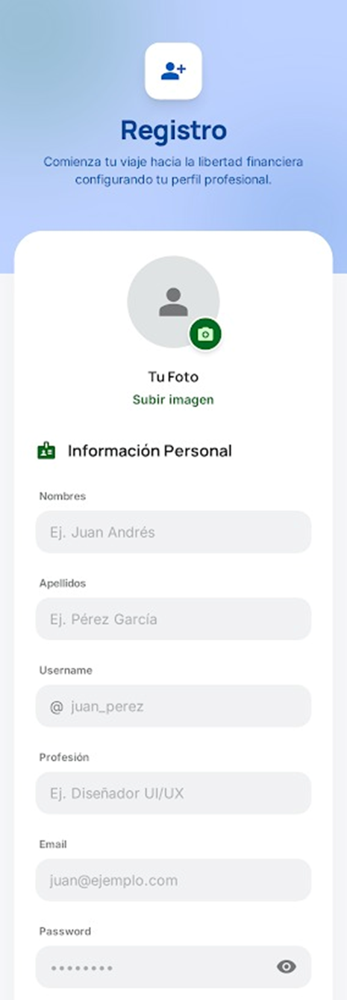 Registro
Comienza tu viaje hacia la libertad financiera
configurando tu perfil profesional.
Tu Foto
Subir imagen
Información Personal
Nombres
Ej. Juan Andrés
Apellidos
Ej. Pérez García
Username
@ juan_perez
Profesión
Ej. Diseñador UI/UX
Email
juan@ejemplo.com
Password
••••••••